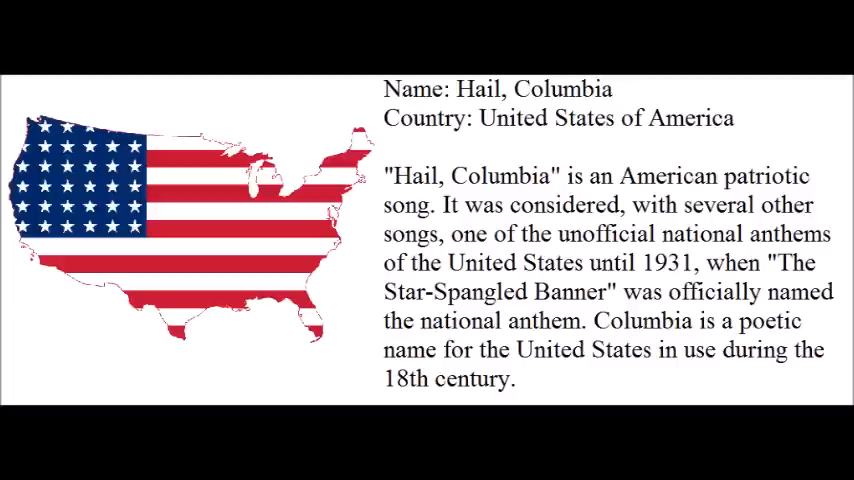 Name: Hail, Columbia
Country: United States of America
"Hail, Columbia" is an American patriotic
song. It was considered, with several other
songs, one of the unofficial national anthems
of the United States until 1931, when "The
Star-Spangled Banner" was officially named
the national anthem. Columbia is a poetic
name for the United States in use during the
18th century.